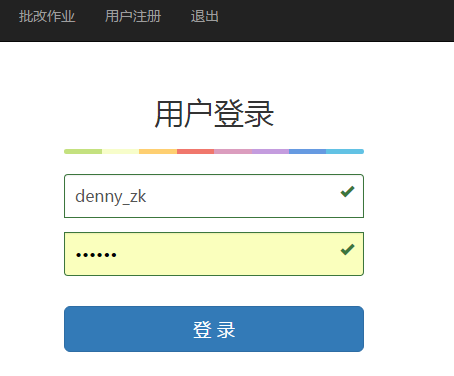 批改作业 用户注册 退出
用户登录
denny_zk
••••••
登 录